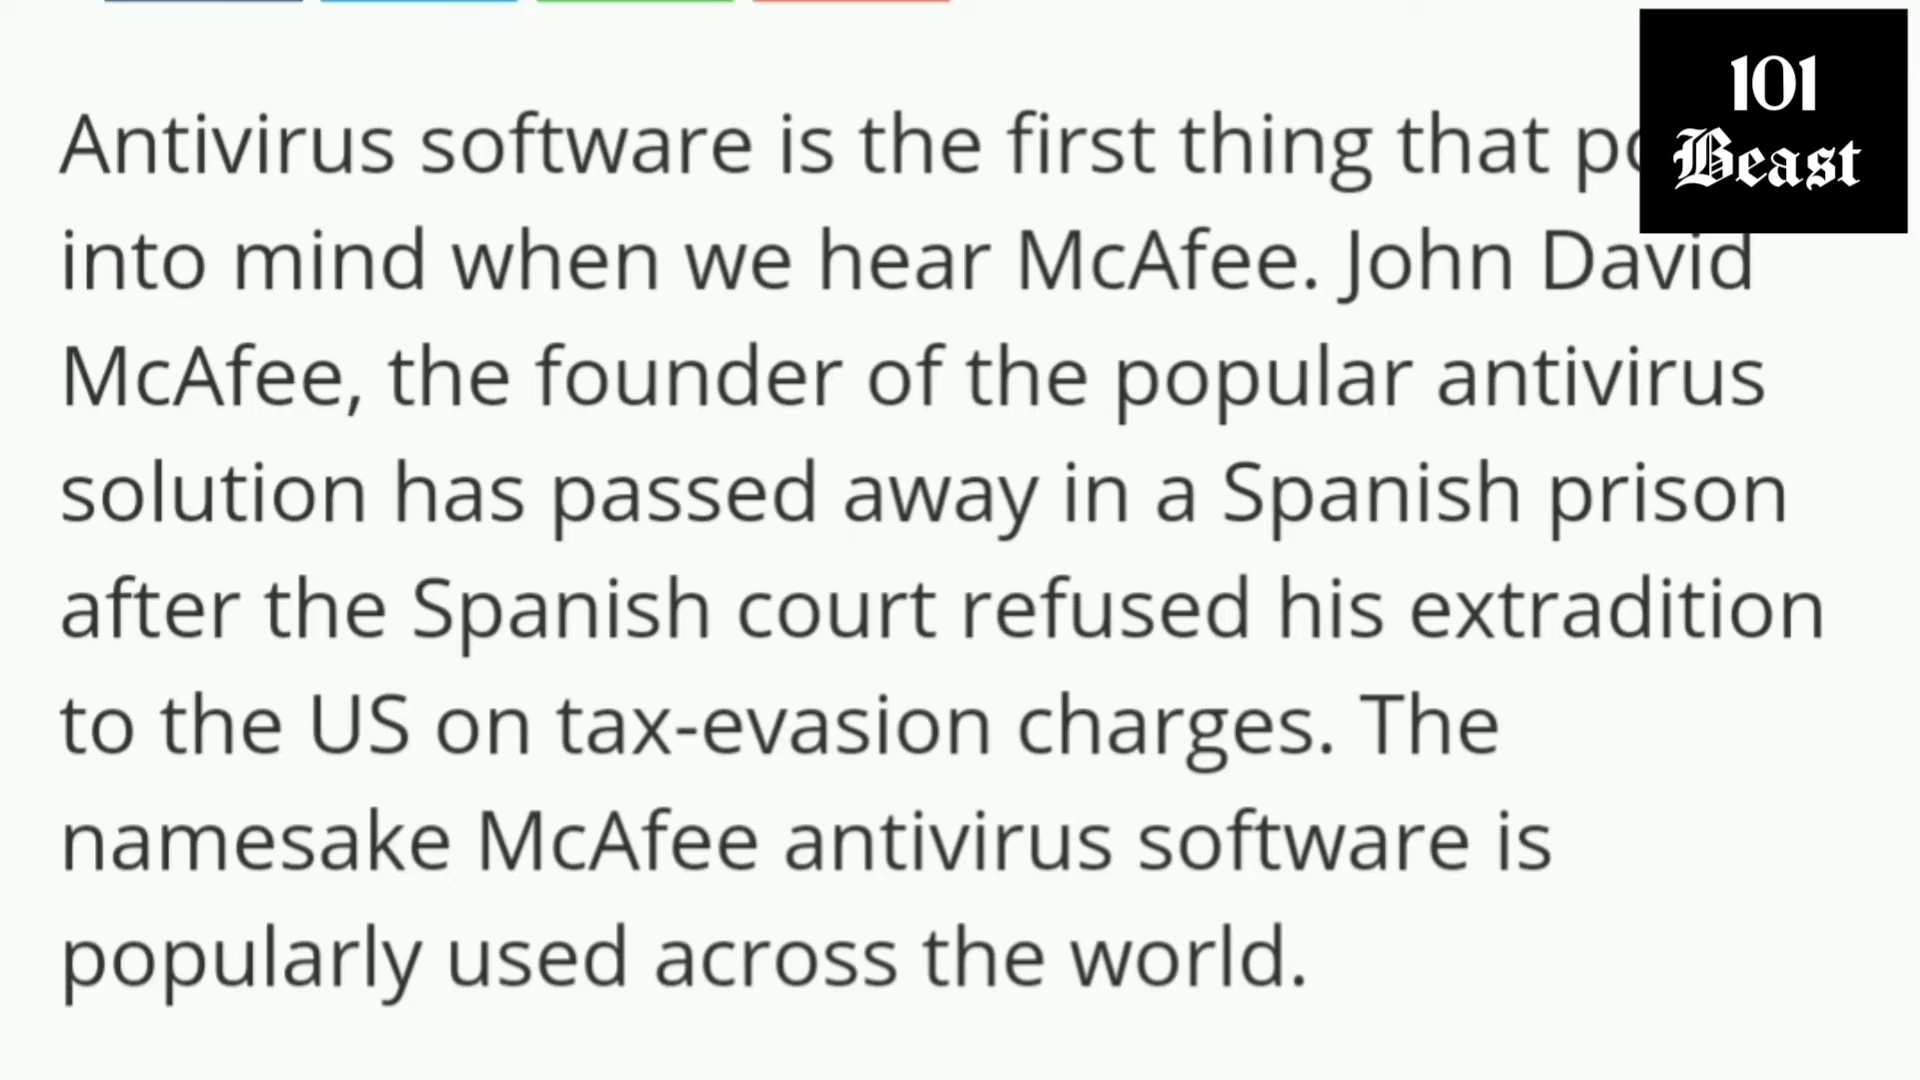 101
Beast
Antivirus software is the first thing that
into mind when we hear McAfee. John David
McAfee, the founder of the popular antivirus
solution has passed away in a Spanish prison
after the Spanish court refused his extradition
to the US on tax-evasion charges. The
namesake McAfee antivirus software is
popularly used across the world.